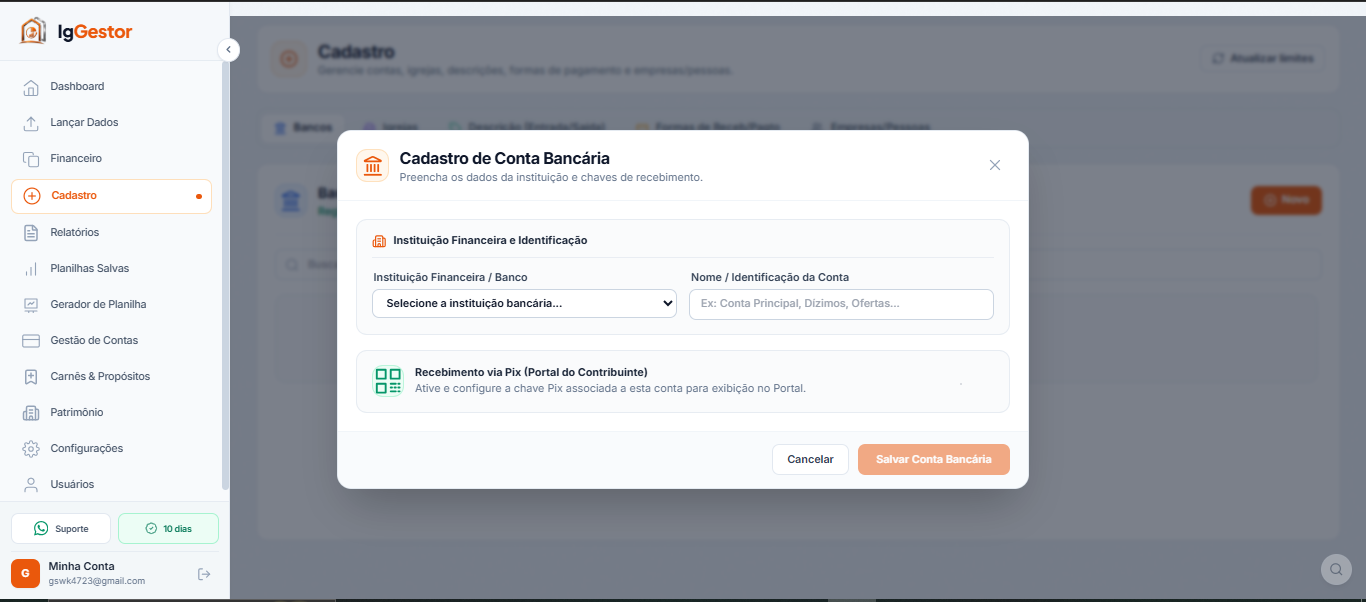 IgGestor
Dashboard
Lançar Dados
Financeiro
Cadastro
Relatórios
Planilhas Salvas
Gerador de Planilha
Gestão de Contas
Carnês & Propósitos
Patrimônio
Configurações
Usuários
Suporte
10 dias
G
Minha Conta
gswk4723@gmail.com
Cadastro
Gerencie contas, igrejas, descrições, formas de pagamento e empresas/pessoas.
Atualizar limites
Bancos
Igrejas
Descrição (Entrada/Saída)
Formas de Receb/Pagto
Empresas/Pessoas
Novo
Cadastro de Conta Bancária
Preencha os dados da instituição e chaves de recebimento.
Instituição Financeira e Identificação
Instituição Financeira / Banco
Nome / Identificação da Conta
Selecione a instituição bancária...
Ex: Conta Principal, Dízimos, Ofertas...
Recebimento via Pix (Portal do Contribuinte)
Ative e configure a chave Pix associada a esta conta para exibição no Portal.
Cancelar
Salvar Conta Bancária